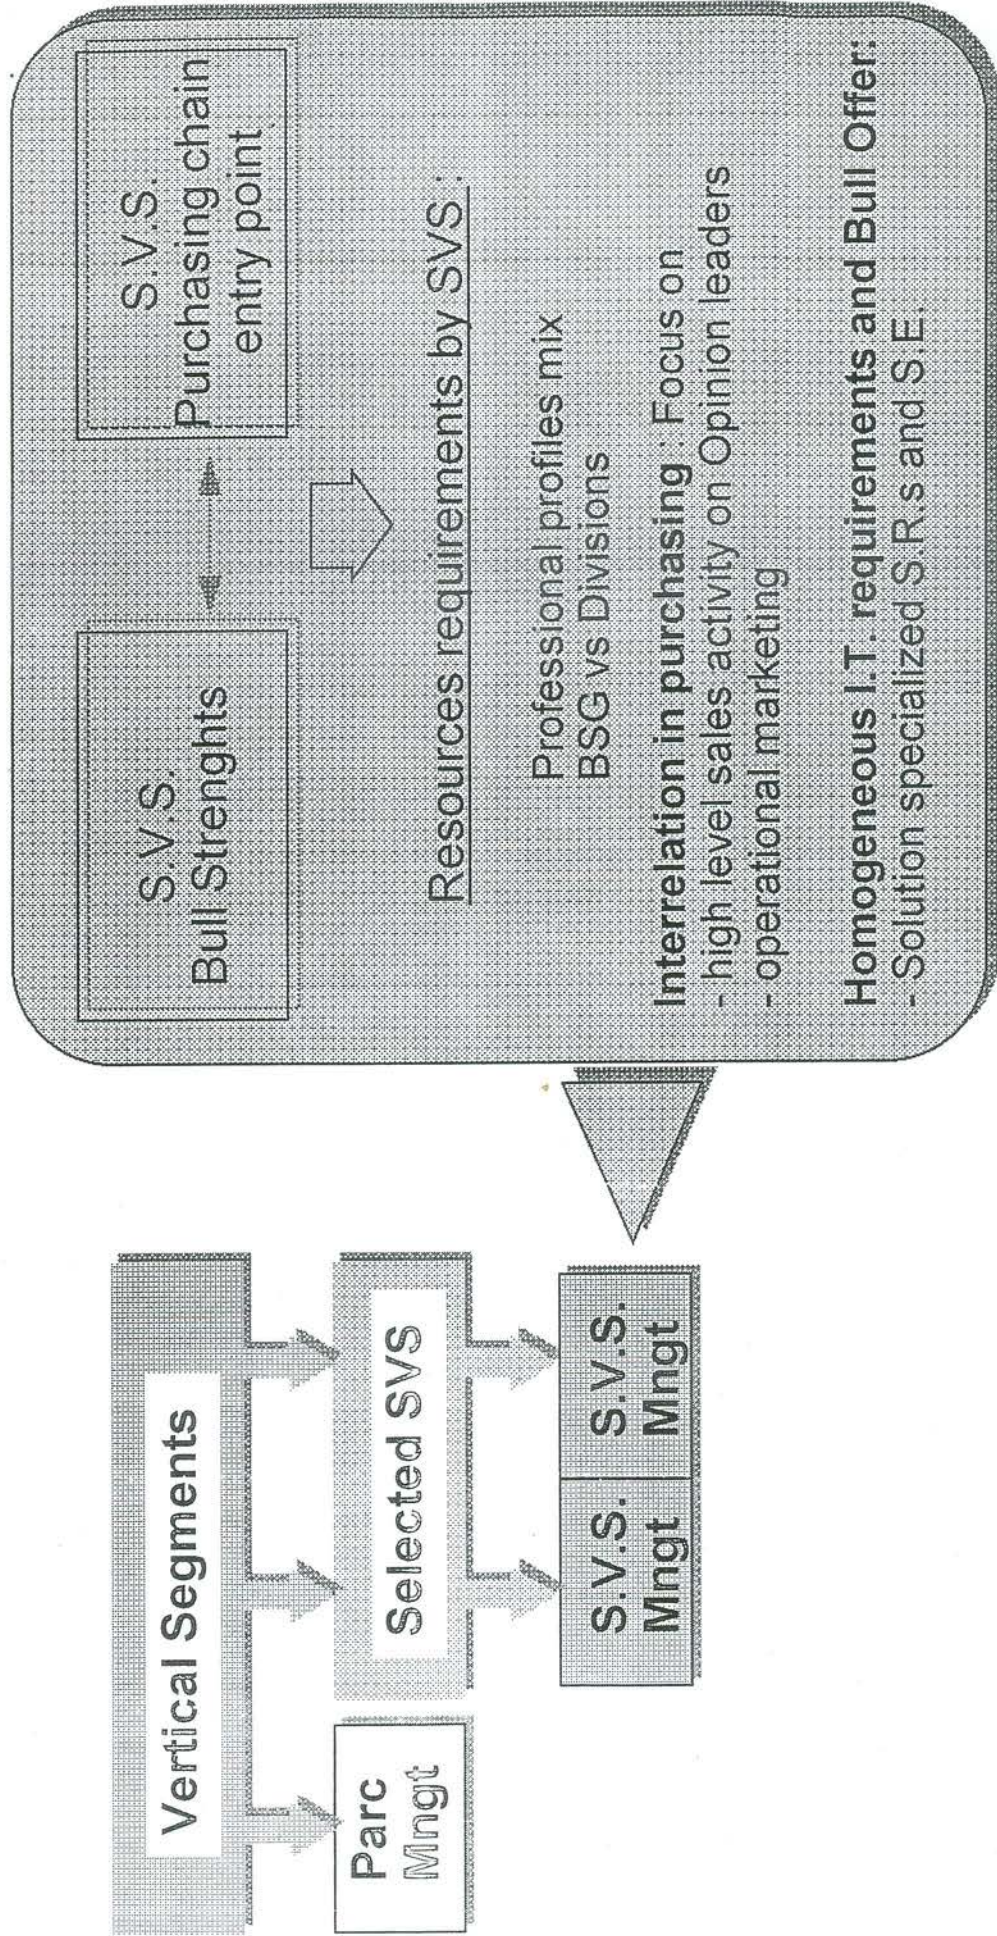 Vertical Segments
Parc
Mngt
Selected SVS
S.V.S.
Mngt
S.V.S.
Mngt
S.V.S.
Bull Strenghts
S.V.S.
Purchasing chain
entry point
Resources requirements by SVS :
Professional profiles mix
BSG vs Divisions
Interrelation in purchasing : Focus on
- high level sales activity on Opinion leaders
- operational marketing
Homogeneous I.T. requirements and Bull Offer:
- Solution specialized S.R.s and S.E.